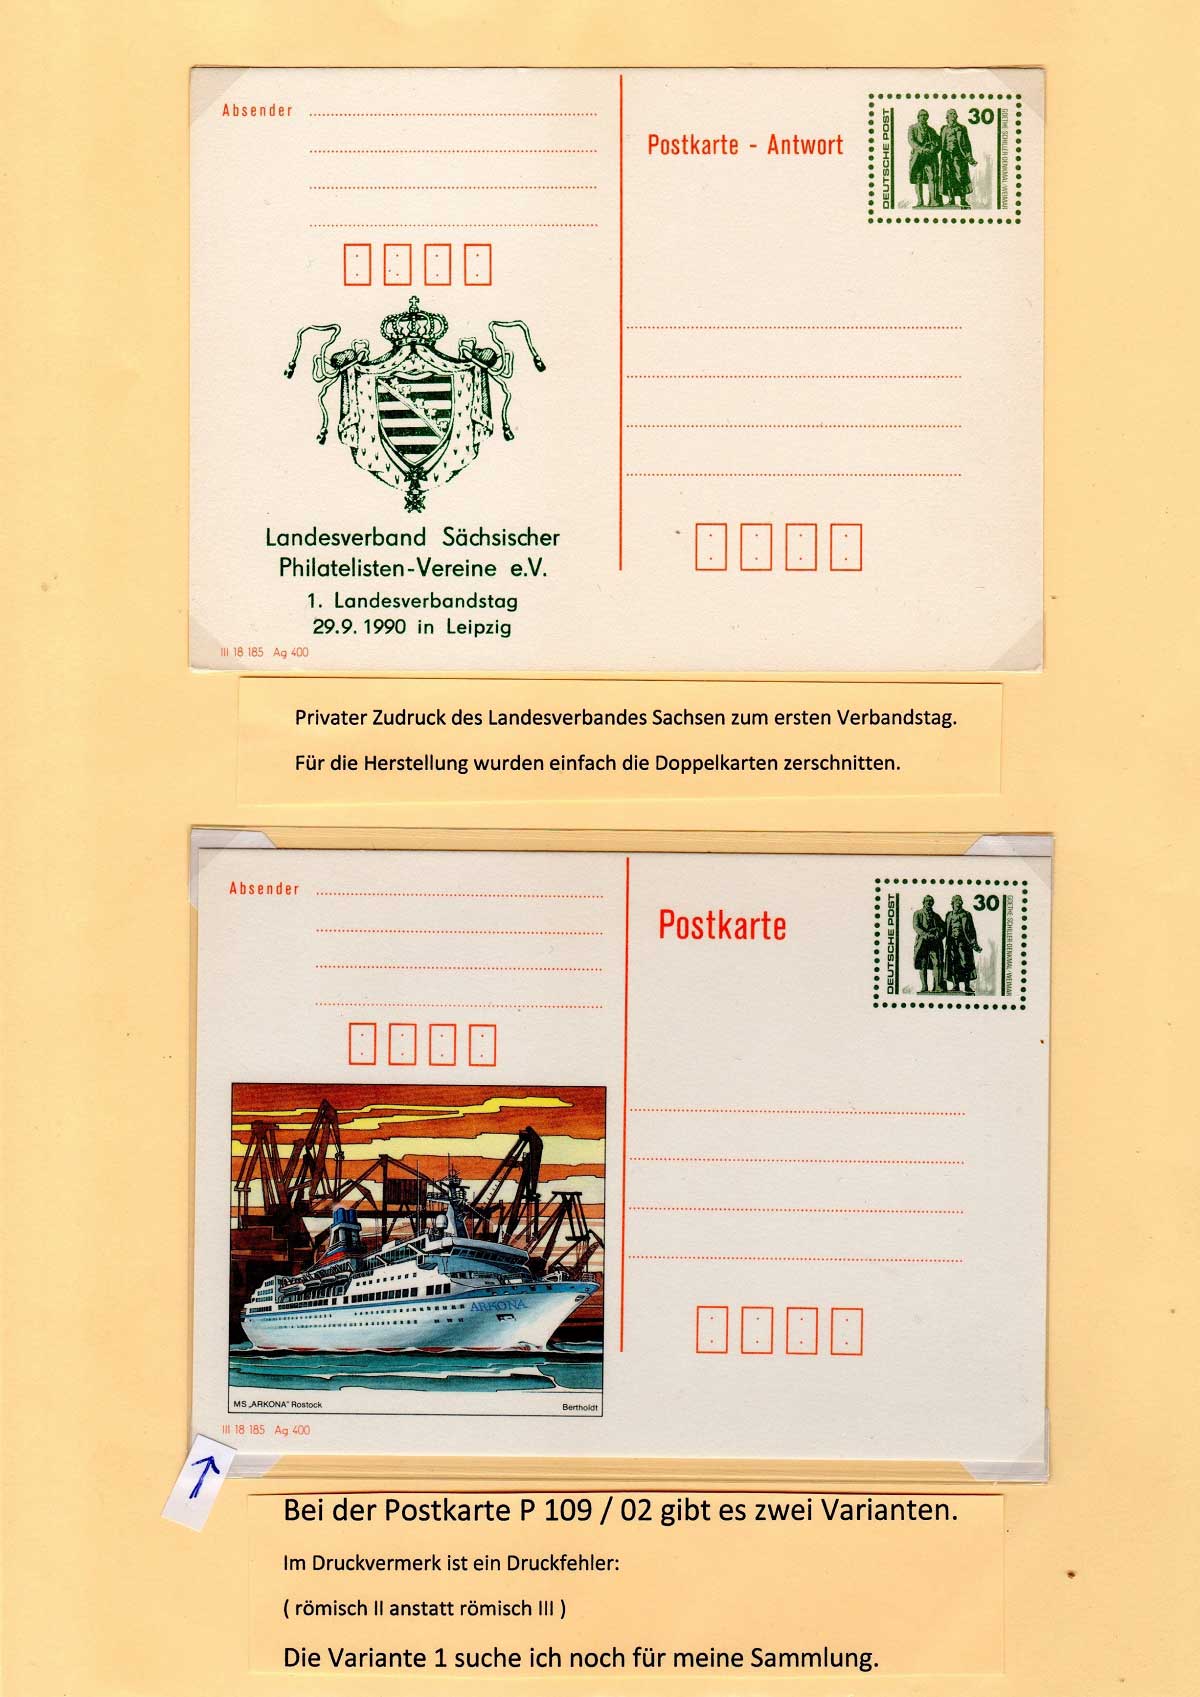 Absender
Postkarte - Antwort
DEUTSCHE POST
30
GOETHE-SCHILLER-DENKMAL·WEIMAR
Landesverband Sächsischer
Philatelisten-Vereine e.V.
1. Landesverbandstag
29.9.1990 in Leipzig
III 18 185 Ag 400
Privater Zudruck des Landesverbandes Sachsen zum ersten Verbandstag.
Für die Herstellung wurden einfach die Doppelkarten zerschnitten.
Absender
Postkarte
DEUTSCHE POST
30
GOETHE-SCHILLER-DENKMAL·WEIMAR
ARKONA
MS „ARKONA" Rostock
Bertholdt
III 18 185 Ag 400
Bei der Postkarte P 109 / 02 gibt es zwei Varianten.
Im Druckvermerk ist ein Druckfehler:
( römisch II anstatt römisch III )
Die Variante 1 suche ich noch für meine Sammlung.